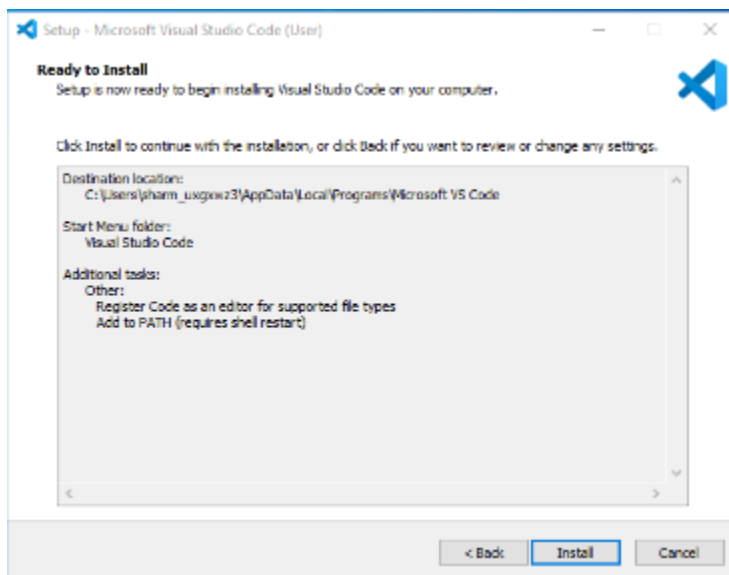 Setup - Microsoft Visual Studio Code (User)
Ready to Install
Setup is now ready to begin installing Visual Studio Code on your computer.
Click Install to continue with the installation, or click Back if you want to review or change any settings.
Destination location:
C:\Users\sharm_uxgxwz3\AppData\Local\Programs\Microsoft VS Code
Start Menu folder:
Visual Studio Code
Additional tasks:
Other:
Register Code as an editor for supported file types
Add to PATH (requires shell restart)
< Back Install Cancel